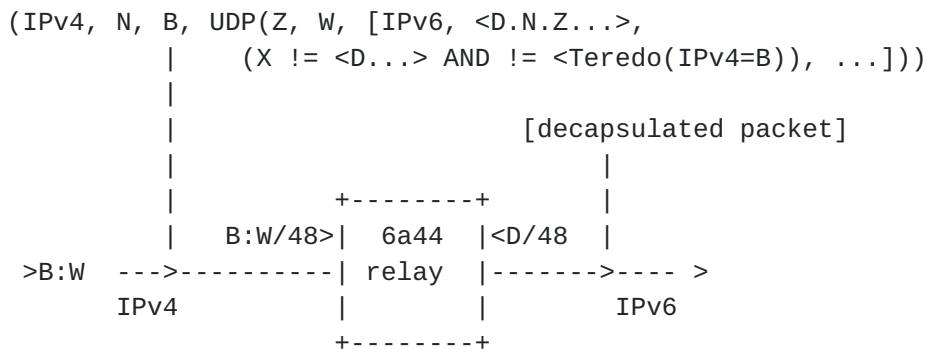 (IPv4, N, B, UDP(Z, W, [IPv6, <D.N.Z...>,
          |    (X != <D...> AND != <Teredo(IPv4=B)), ...]))
          |
          |                     [decapsulated packet]
          |                          |
          |          +--------+      |
          |   B:W/48>|  6a44  |<D/48  |
 >B:W  --->----------| relay  |------->---- >
       IPv4          |        |       IPv6
                     +--------+